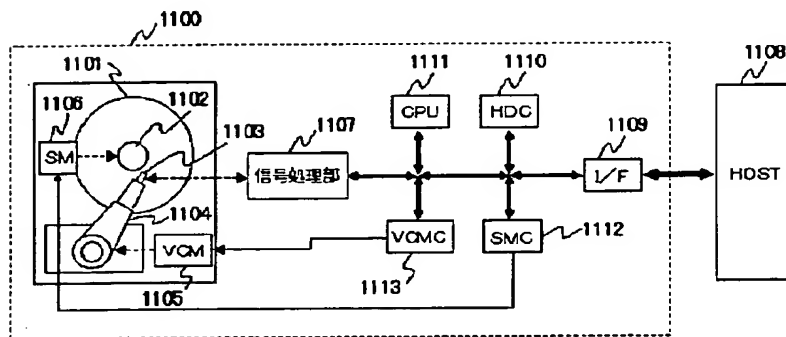 1100
1101
1102
1106
1103
1107
1111
1110
1108
1109
SM
CPU
HDC
信号処理部
I/F
HOST
1104
VCM
VCMC
SMC
1112
1105
1113